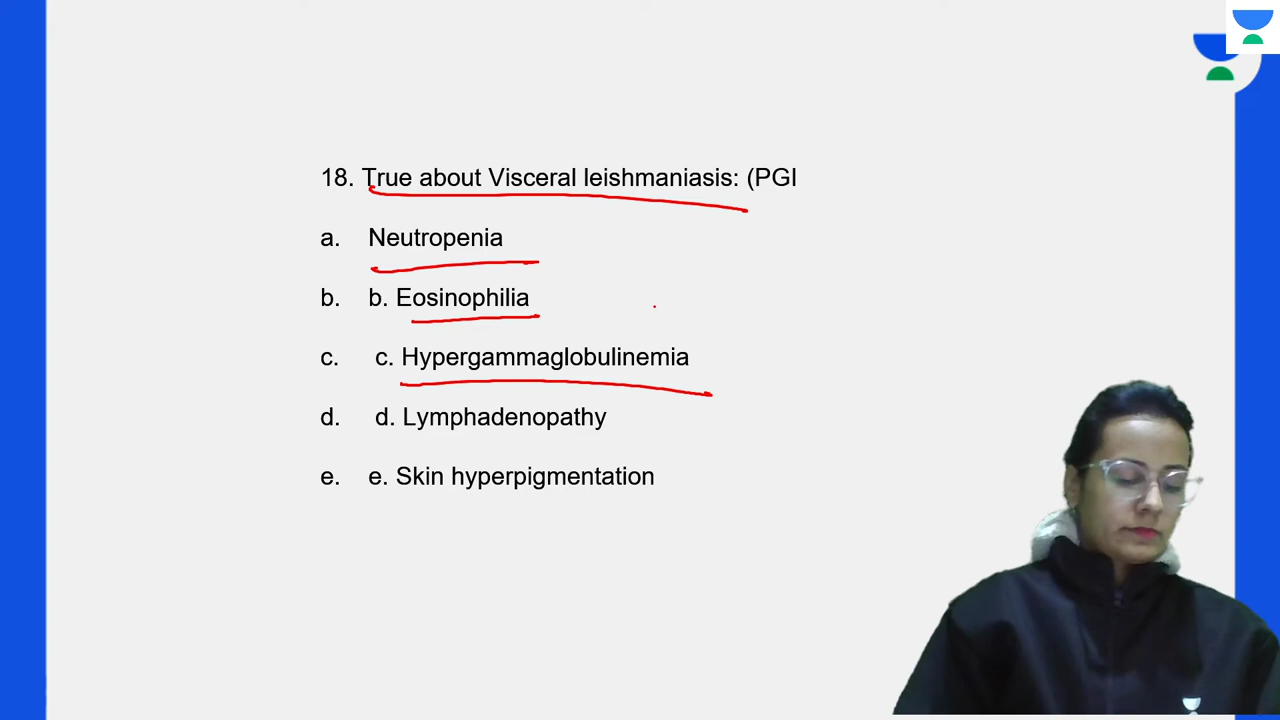 18. True about Visceral leishmaniasis: (PGI
a. Neutropenia
b. b. Eosinophilia
c. c. Hypergammaglobulinemia
d. d. Lymphadenopathy
e. e. Skin hyperpigmentation